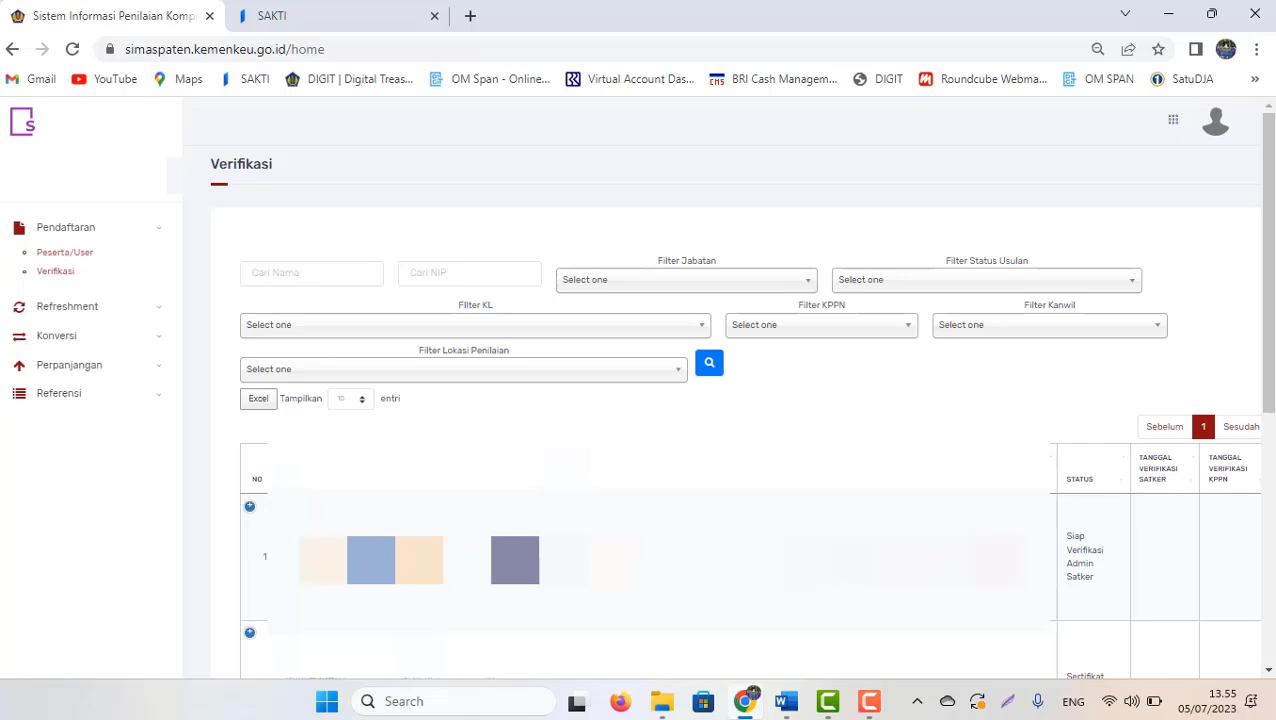 Sistem Informasi Penilaian Komp
SAKTI
simaspaten.kemenkeu.go.id/home
Gmail YouTube Maps SAKTI DIGIT | Digital Treas... OM Span - Online... Virtual Account Das... CMS BRI Cash Managem... DIGIT Roundcube Webma... OM SPAN SatuDJA
S
Verifikasi
Pendaftaran
Peserta/User
Verifikasi
Refreshment
Konversi
Perpanjangan
Referensi
Filter Jabatan Filter Status Usulan
Cari Nama Cari NIP Select one Select one
Filter KL Filter KPPN Filter Kanwil
Select one Select one Select one
Filter Lokasi Penilaian
Select one
Excel Tampilkan 10 entri
Sebelum 1 Sesudah
NO STATUS
TANGGAL
VERIFIKASI
SATKER
TANGGAL
VERIFIKASI
KPPN
1
Siap
Verifikasi
Admin
Satker
Sertifikat
Search
ENG
13.55
05/07/2023